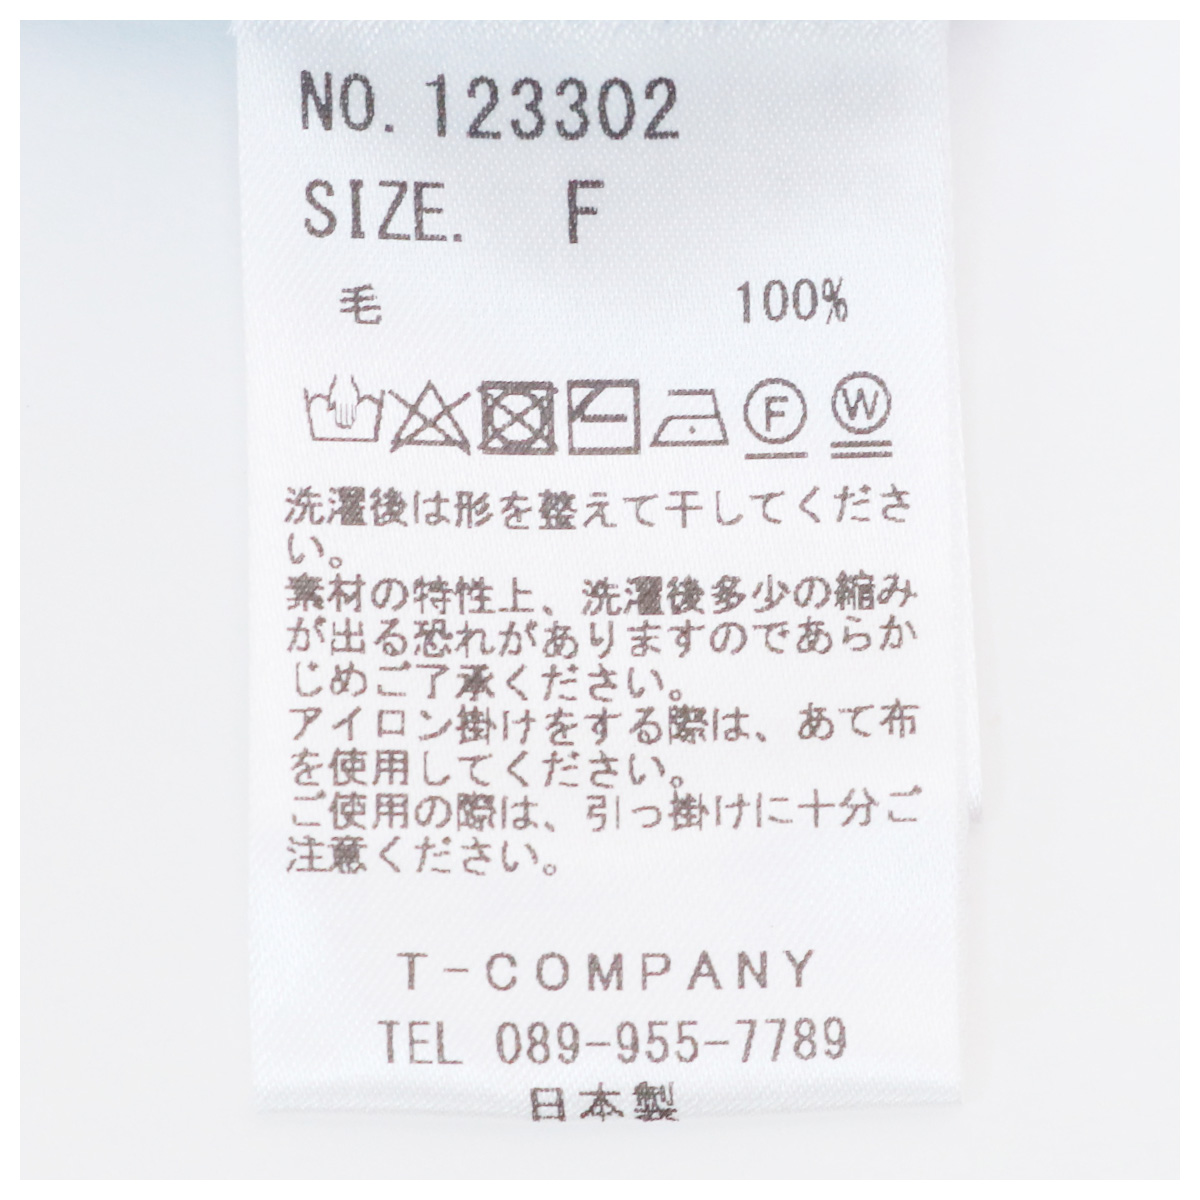 NO. 123302
SIZE. F
毛 100%
F W
洗濯後は形を整えて干してくださ
い。
素材の特性上、洗濯後多少の縮み
が出る恐れがありますのであらか
じめご了承ください。
アイロン掛けをする際は、あて布
を使用してください。
ご使用の際は、引っ掛けに十分ご
注意ください。
T-COMPANY
TEL 089-955-7789
日本製